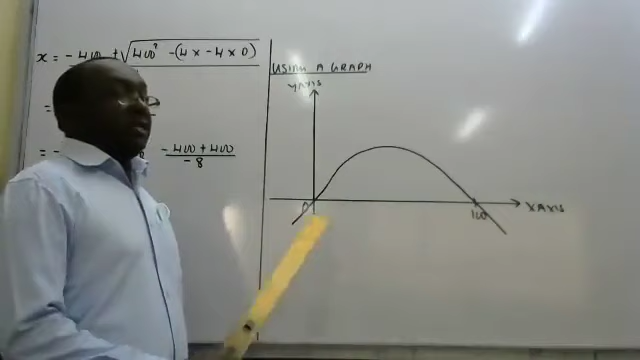 x = -400 ± √400² - (4 x - 4 x 0)
=
= - -400 + 400
-8
USING A GRAPH
Y AXIS
0
100
X AXIS